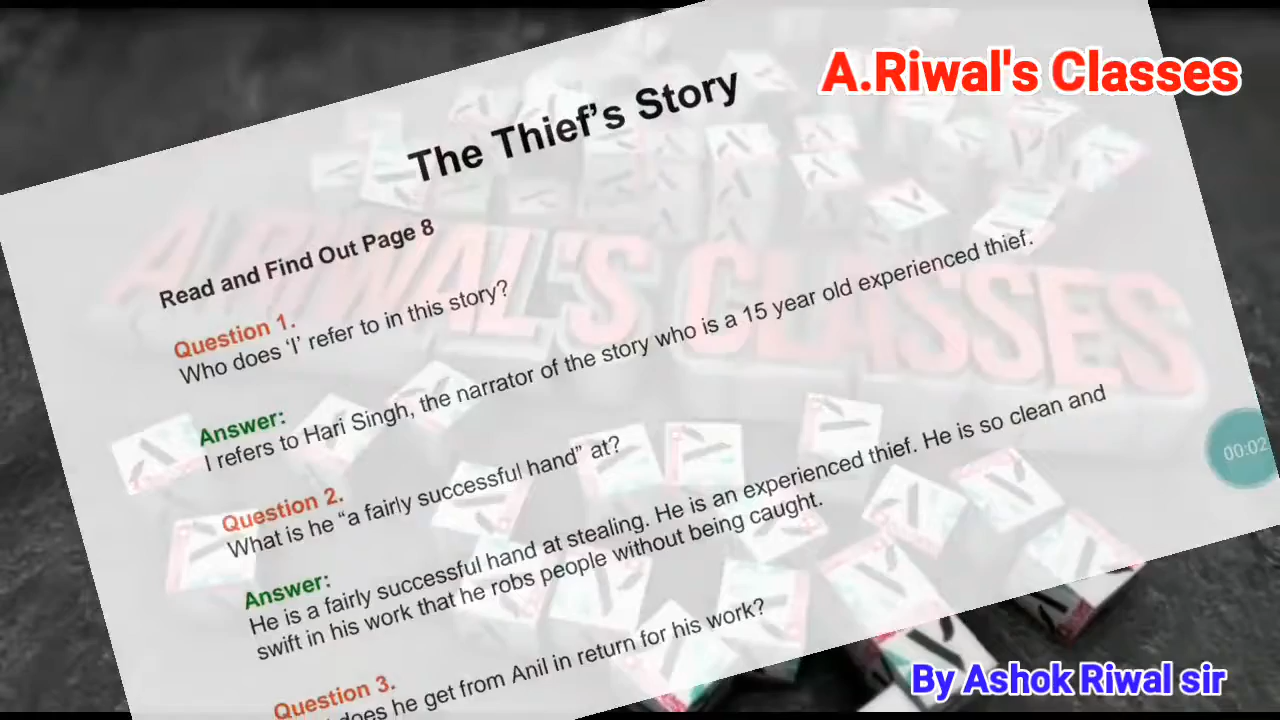 A.Riwal's Classes
The Thief’s Story
Read and Find Out Page 8
Question 1.
Who does ‘I’ refer to in this story?
Answer:
I refers to Hari Singh, the narrator of the story who is a 15 year old experienced thief.
Question 2.
What is he “a fairly successful hand” at?
Answer:
He is a fairly successful hand at stealing. He is an experienced thief. He is so clean and
swift in his work that he robs people without being caught.
Question 3.
does he get from Anil in return for his work?
A.RIWAL'S CLASSES
00:02
By Ashok Riwal sir